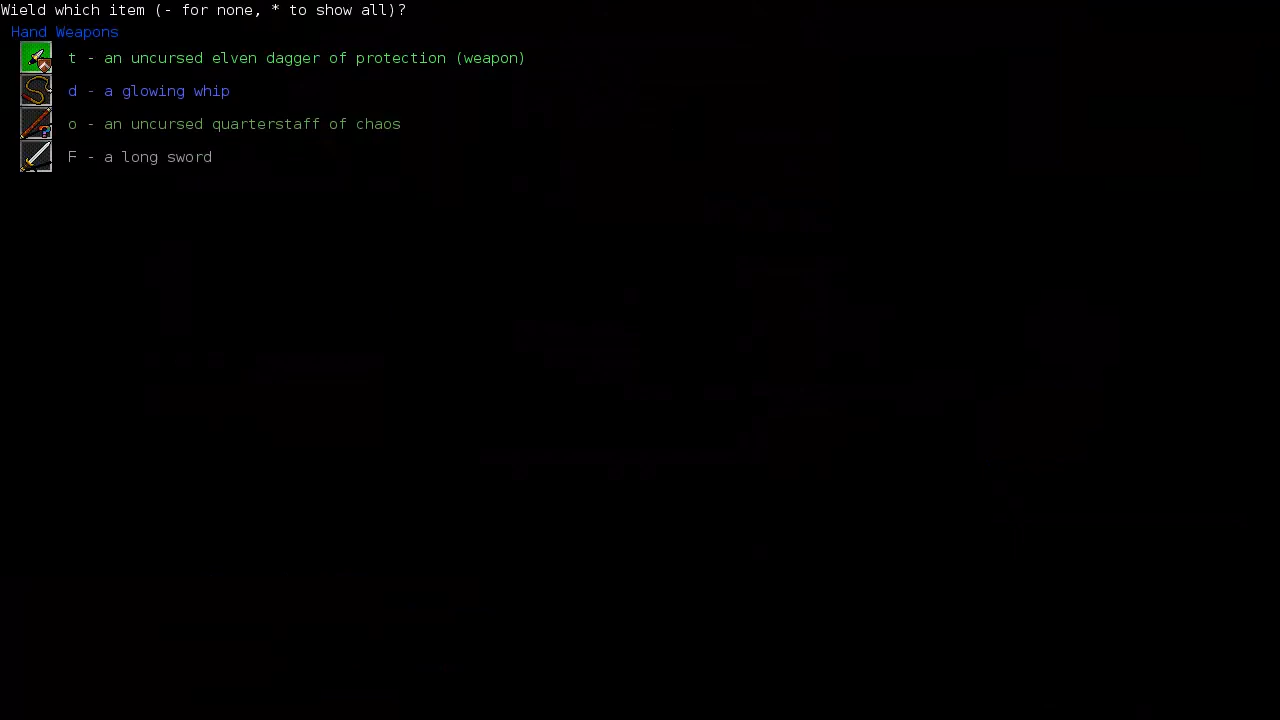 Wield which item (- for none, * to show all)?
Hand Weapons
t - an uncursed elven dagger of protection (weapon)
d - a glowing whip
o - an uncursed quarterstaff of chaos
F - a long sword